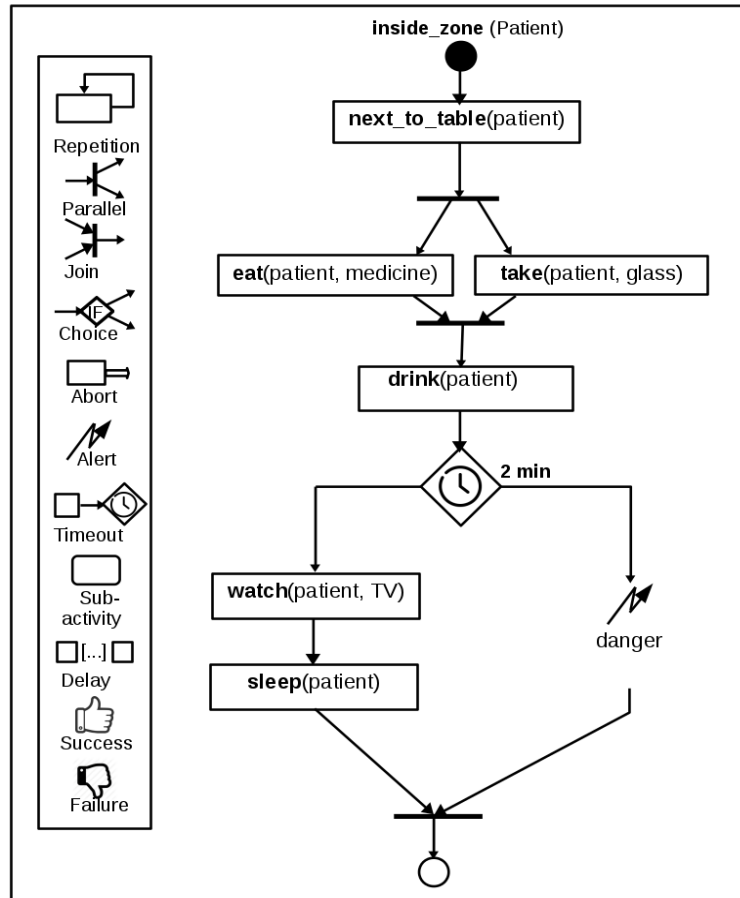 inside_zone (Patient)
next_to_table(patient)
eat(patient, medicine)
take(patient, glass)
drink(patient)
2 min
watch(patient, TV)
danger
sleep(patient)
Repetition
Parallel
Join
IF
Choice
Abort
Alert
Timeout
Sub-
activity
[...]
Delay
Success
Failure